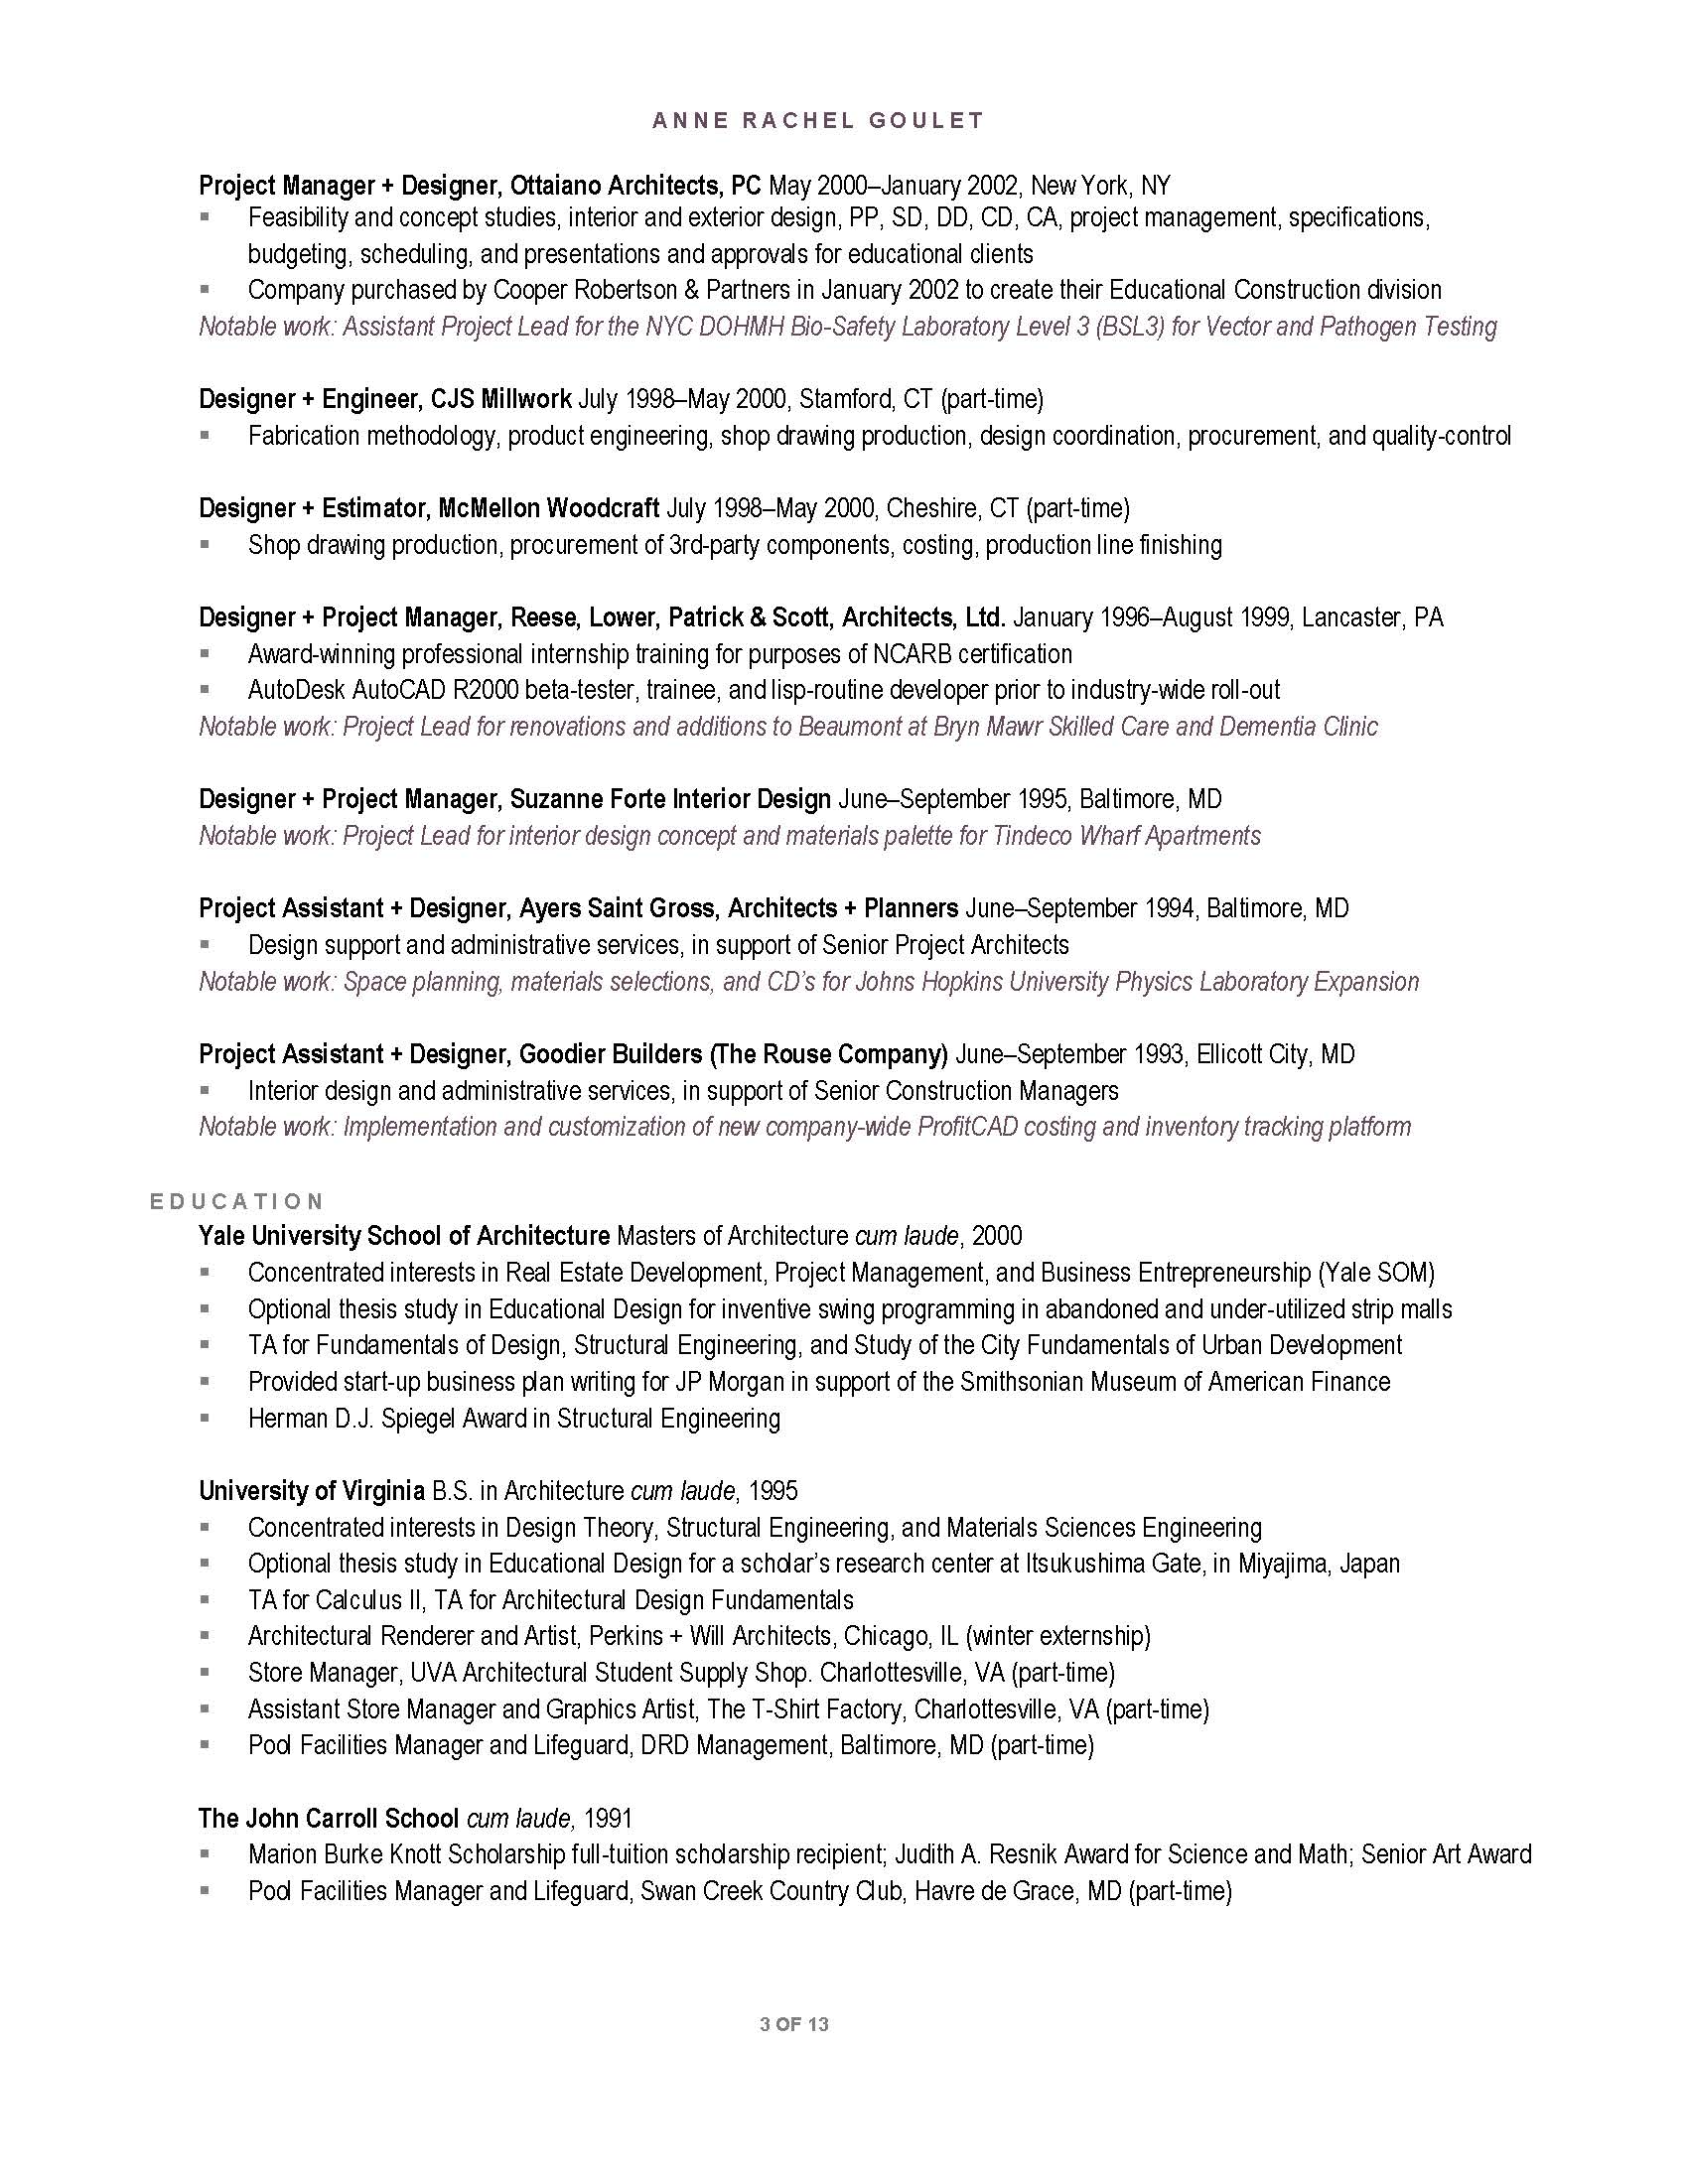 ANNE RACHEL GOULET
Project Manager + Designer, Ottaiano Architects, PC May 2000–January 2002, New York, NY
▪ Feasibility and concept studies, interior and exterior design, PP, SD, DD, CD, CA, project management, specifications,
budgeting, scheduling, and presentations and approvals for educational clients
▪ Company purchased by Cooper Robertson & Partners in January 2002 to create their Educational Construction division
Notable work: Assistant Project Lead for the NYC DOHMH Bio-Safety Laboratory Level 3 (BSL3) for Vector and Pathogen Testing
Designer + Engineer, CJS Millwork July 1998–May 2000, Stamford, CT (part-time)
▪ Fabrication methodology, product engineering, shop drawing production, design coordination, procurement, and quality-control
Designer + Estimator, McMellon Woodcraft July 1998–May 2000, Cheshire, CT (part-time)
▪ Shop drawing production, procurement of 3rd-party components, costing, production line finishing
Designer + Project Manager, Reese, Lower, Patrick & Scott, Architects, Ltd. January 1996–August 1999, Lancaster, PA
▪ Award-winning professional internship training for purposes of NCARB certification
▪ AutoDesk AutoCAD R2000 beta-tester, trainee, and lisp-routine developer prior to industry-wide roll-out
Notable work: Project Lead for renovations and additions to Beaumont at Bryn Mawr Skilled Care and Dementia Clinic
Designer + Project Manager, Suzanne Forte Interior Design June–September 1995, Baltimore, MD
Notable work: Project Lead for interior design concept and materials palette for Tindeco Wharf Apartments
Project Assistant + Designer, Ayers Saint Gross, Architects + Planners June–September 1994, Baltimore, MD
▪ Design support and administrative services, in support of Senior Project Architects
Notable work: Space planning, materials selections, and CD's for Johns Hopkins University Physics Laboratory Expansion
Project Assistant + Designer, Goodier Builders (The Rouse Company) June–September 1993, Ellicott City, MD
▪ Interior design and administrative services, in support of Senior Construction Managers
Notable work: Implementation and customization of new company-wide ProfitCAD costing and inventory tracking platform
EDUCATION
Yale University School of Architecture Masters of Architecture cum laude, 2000
▪ Concentrated interests in Real Estate Development, Project Management, and Business Entrepreneurship (Yale SOM)
▪ Optional thesis study in Educational Design for inventive swing programming in abandoned and under-utilized strip malls
▪ TA for Fundamentals of Design, Structural Engineering, and Study of the City Fundamentals of Urban Development
▪ Provided start-up business plan writing for JP Morgan in support of the Smithsonian Museum of American Finance
▪ Herman D.J. Spiegel Award in Structural Engineering
University of Virginia B.S. in Architecture cum laude, 1995
▪ Concentrated interests in Design Theory, Structural Engineering, and Materials Sciences Engineering
▪ Optional thesis study in Educational Design for a scholar's research center at Itsukushima Gate, in Miyajima, Japan
▪ TA for Calculus II, TA for Architectural Design Fundamentals
▪ Architectural Renderer and Artist, Perkins + Will Architects, Chicago, IL (winter externship)
▪ Store Manager, UVA Architectural Student Supply Shop. Charlottesville, VA (part-time)
▪ Assistant Store Manager and Graphics Artist, The T-Shirt Factory, Charlottesville, VA (part-time)
▪ Pool Facilities Manager and Lifeguard, DRD Management, Baltimore, MD (part-time)
The John Carroll School cum laude, 1991
▪ Marion Burke Knott Scholarship full-tuition scholarship recipient; Judith A. Resnik Award for Science and Math; Senior Art Award
▪ Pool Facilities Manager and Lifeguard, Swan Creek Country Club, Havre de Grace, MD (part-time)
3 OF 13